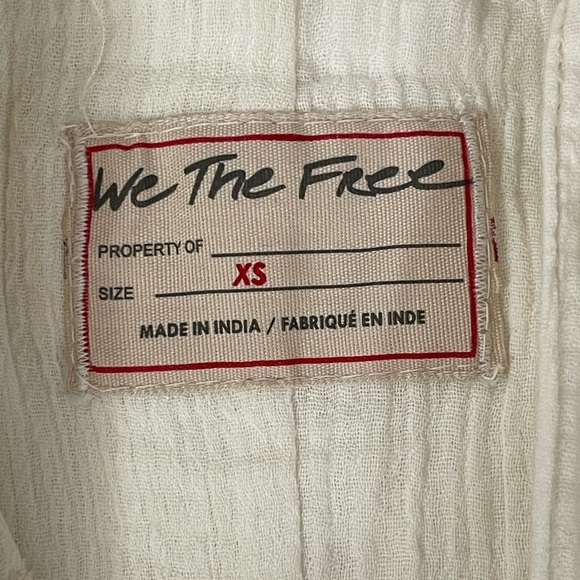 We The Free
PROPERTY OF
SIZE XS
MADE IN INDIA / FABRIQUÉ EN INDE